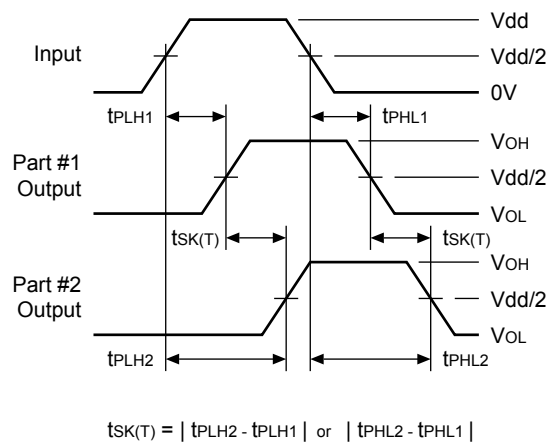 Vdd
Input
Vdd/2
0V
tPLH1
tPHL1
VOH
Part #1
Output
Vdd/2
VOL
tSK(T)
tSK(T)
VOH
Part #2
Output
Vdd/2
VOL
tPLH2
tPHL2
tSK(T) = | tPLH2 - tPLH1 | or | tPHL2 - tPHL1 |